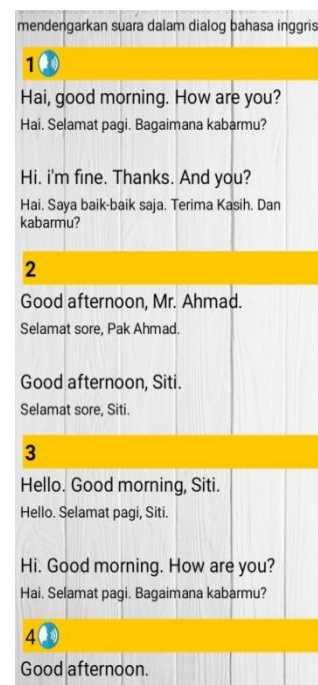 mendengarkan suara dalam dialog bahasa inggris
1
Hai, good morning. How are you?
Hai. Selamat pagi. Bagaimana kabarmu?
Hi. i'm fine. Thanks. And you?
Hai. Saya baik-baik saja. Terima Kasih. Dan
kabarmu?
2
Good afternoon, Mr. Ahmad.
Selamat sore, Pak Ahmad.
Good afternoon, Siti.
Selamat sore, Siti.
3
Hello. Good morning, Siti.
Hello. Selamat pagi, Siti.
Hi. Good morning. How are you?
Hai. Selamat pagi. Bagaimana kabarmu?
4
Good afternoon.